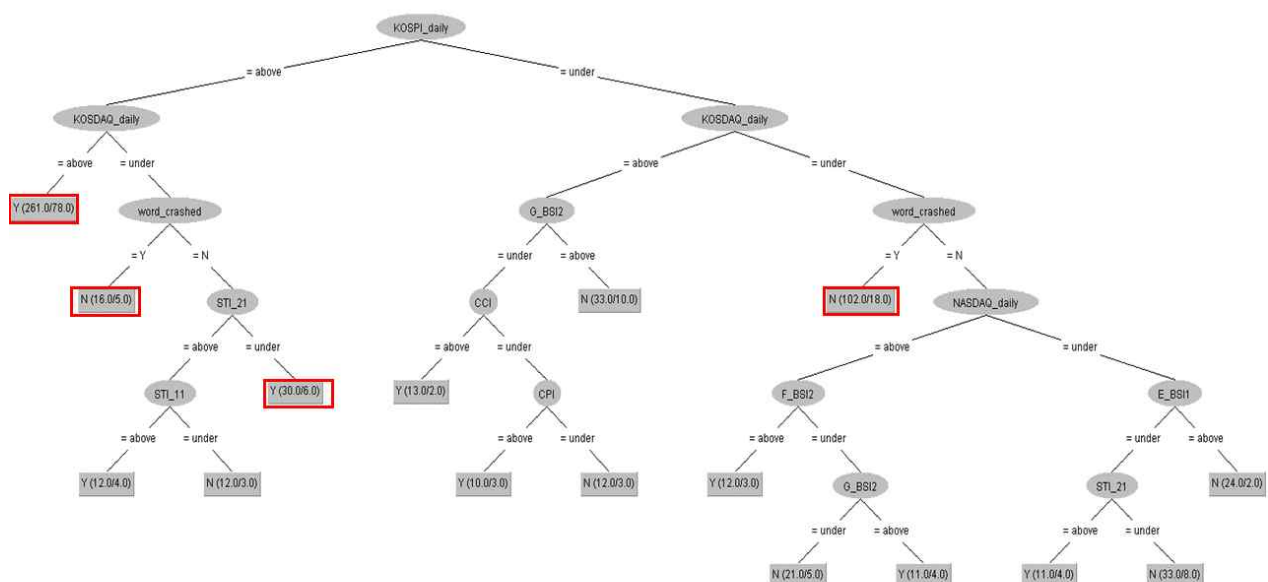 KOSPI_daily
= above
= under
KOSDAQ_daily
KOSDAQ_daily
= above
= under
= above
= under
Y (261.0/78.0)
word_crashed
G_BSI2
word_crashed
= Y
= N
= under
= above
= Y
= N
N (16.0/5.0)
STI_21
CCI
N (33.0/10.0)
N (102.0/18.0)
NASDAQ_daily
= above
= under
= above
= under
= above
= under
STI_11
Y (30.0/6.0)
Y (13.0/2.0)
CPI
F_BSI2
E_BSI1
= above
= under
= above
= under
= above
= under
= under
= above
Y (12.0/4.0)
N (12.0/3.0)
Y (10.0/3.0)
N (12.0/3.0)
Y (12.0/3.0)
G_BSI2
STI_21
N (24.0/2.0)
= under
= above
= above
= under
N (21.0/5.0)
Y (11.0/4.0)
Y (11.0/4.0)
N (33.0/8.0)